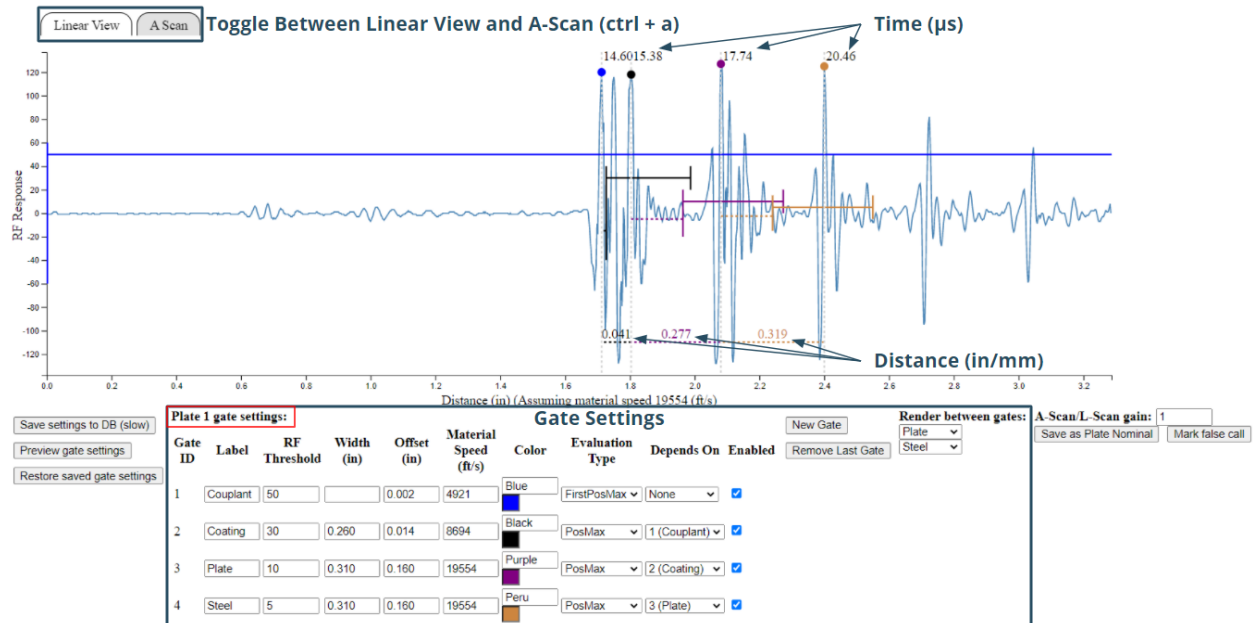 Linear View A Scan Toggle Between Linear View and A-Scan (ctrl + a) Time (µs)
14.60 15.38 17.74 20.46
120
100
80
60
40
20
0
-20
-40
-60
-80
-100
-120
RF Response
0.041 0.277 0.319
Distance (in/mm)
0.0 0.2 0.4 0.6 0.8 1.0 1.2 1.4 1.6 1.8 2.0 2.2 2.4 2.6 2.8 3.0 3.2
Distance (in) (Assuming material speed 19554 (ft/s)
Save settings to DB (slow)
Preview gate settings
Restore saved gate settings
Plate 1 gate settings: Gate Settings
Gate ID Label RF Threshold Width (in) Offset (in) Material Speed (ft/s) Color Evaluation Type Depends On Enabled
1 Couplant 50 0.002 4921 Blue FirstPosMax None
2 Coating 30 0.260 0.014 8694 Black PosMax 1 (Couplant)
3 Plate 10 0.310 0.160 19554 Purple PosMax 2 (Coating)
4 Steel 5 0.310 0.160 19554 Peru PosMax 3 (Plate)
New Gate
Remove Last Gate
Render between gates:
Plate
Steel
A-Scan/L-Scan gain: 1
Save as Plate Nominal Mark false call